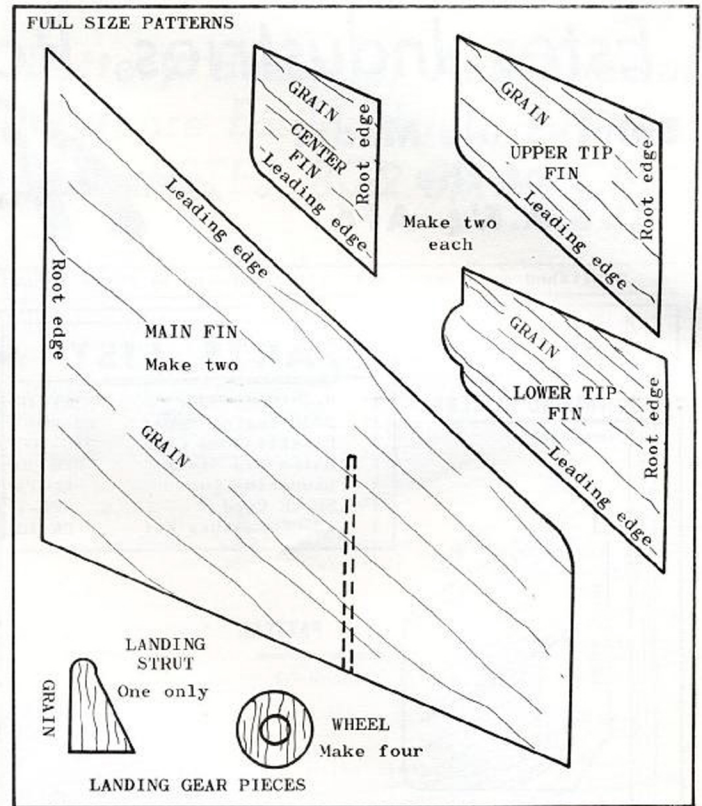 FULL SIZE PATTERNS
GRAIN
CENTER
FIN
Leading edge
Root edge
GRAIN
UPPER TIP
FIN
Leading edge
Root edge
Make two
each
Leading edge
Root edge
MAIN FIN
Make two
GRAIN
GRAIN
LOWER TIP
FIN
Leading edge
Root edge
LANDING
STRUT
One only
GRAIN
WHEEL
Make four
LANDING GEAR PIECES